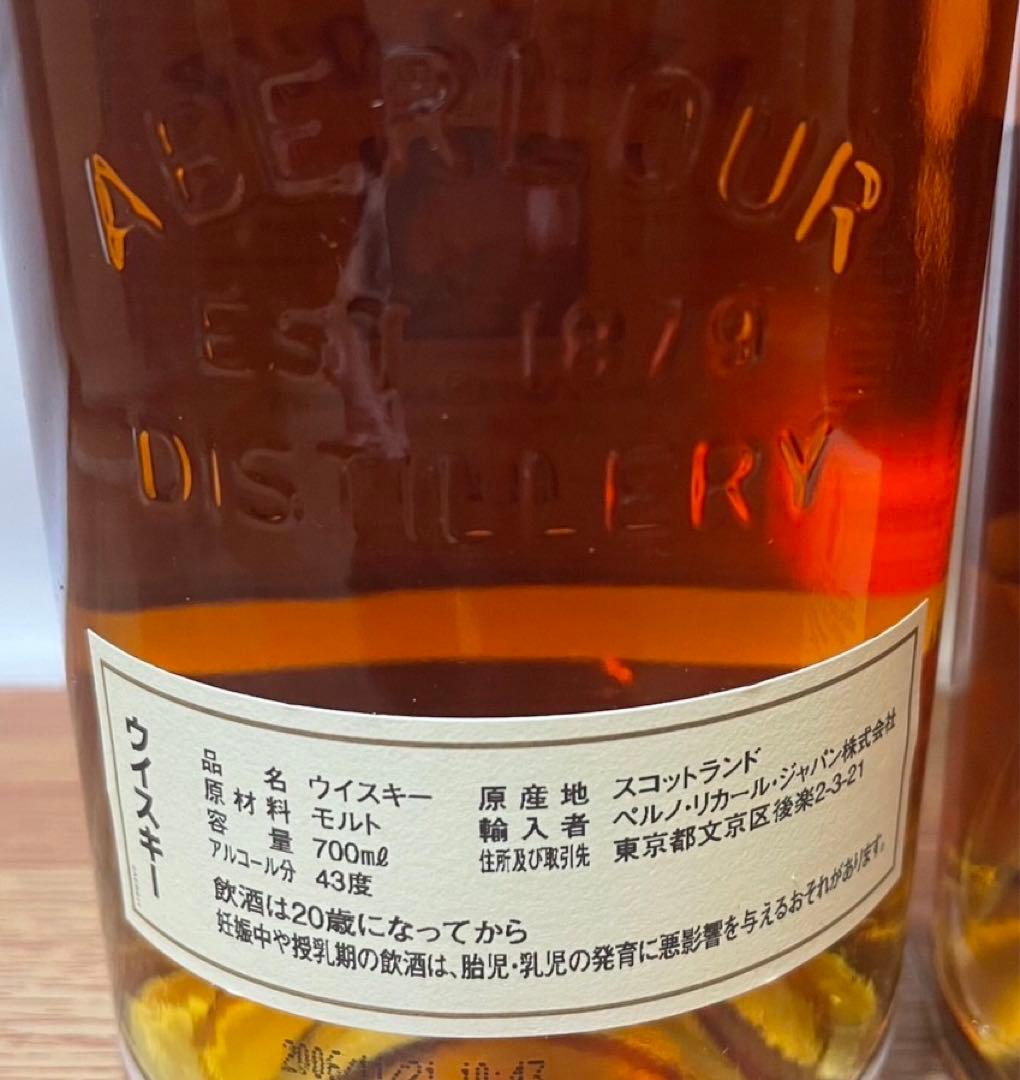 ABERLOUR
EST 1879
DISTILLERY
ウイスキー
品名 ウイスキー
原材料 モルト
容量 700mℓ
アルコール分 43度
原産地 スコットランド
輸入者 ペルノ・リカール・ジャパン株式会社
住所及び取引先 東京都文京区後楽2-3-21
飲酒は20歳になってから
妊娠中や授乳期の飲酒は、胎児・乳児の発育に悪影響を与えるおそれがあります。
2006/11/21 10:47